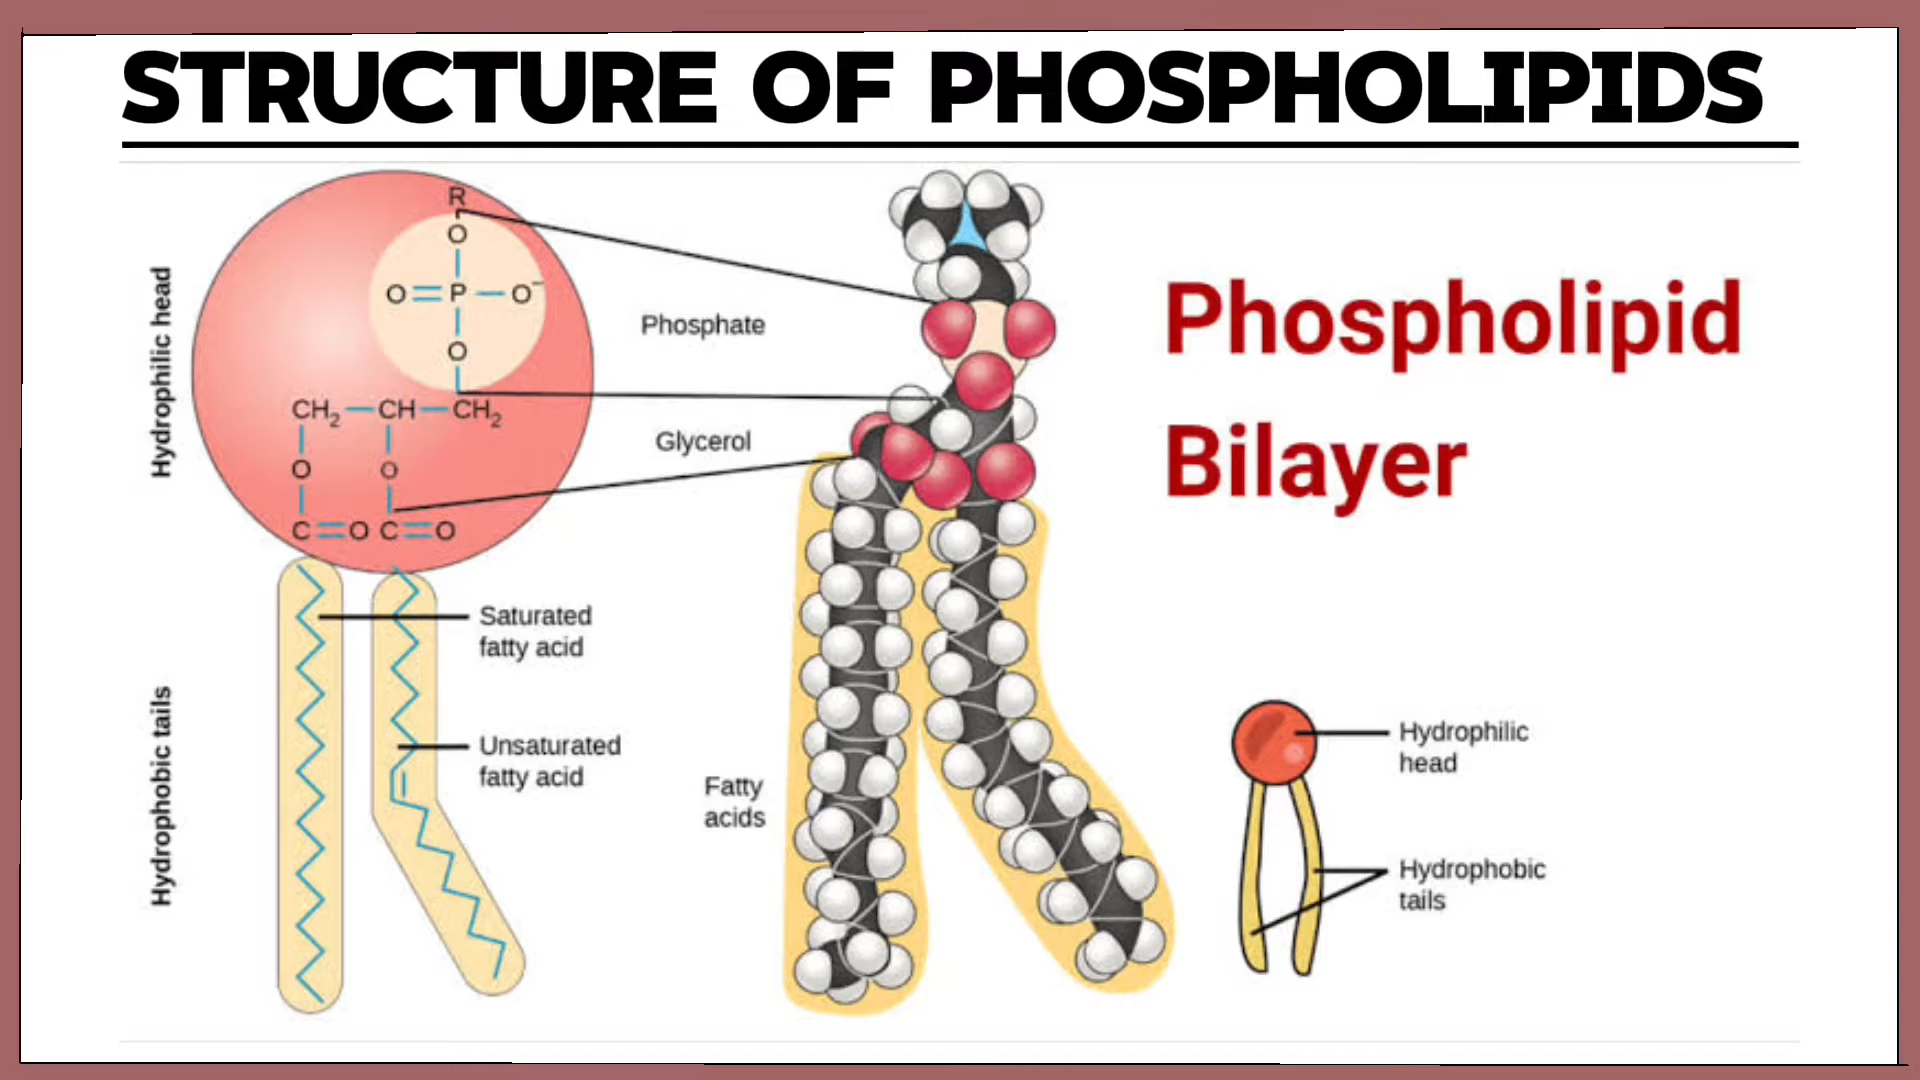 STRUCTURE OF PHOSPHOLIPIDS
Hydrophilic head
R
O
O=P—O⁻
O
CH₂—CH—CH₂
O O
C=O C=O
Phosphate
Glycerol
Phospholipid
Bilayer
Hydrophobic tails
Saturated
fatty acid
Unsaturated
fatty acid
Fatty
acids
Hydrophilic
head
Hydrophobic
tails